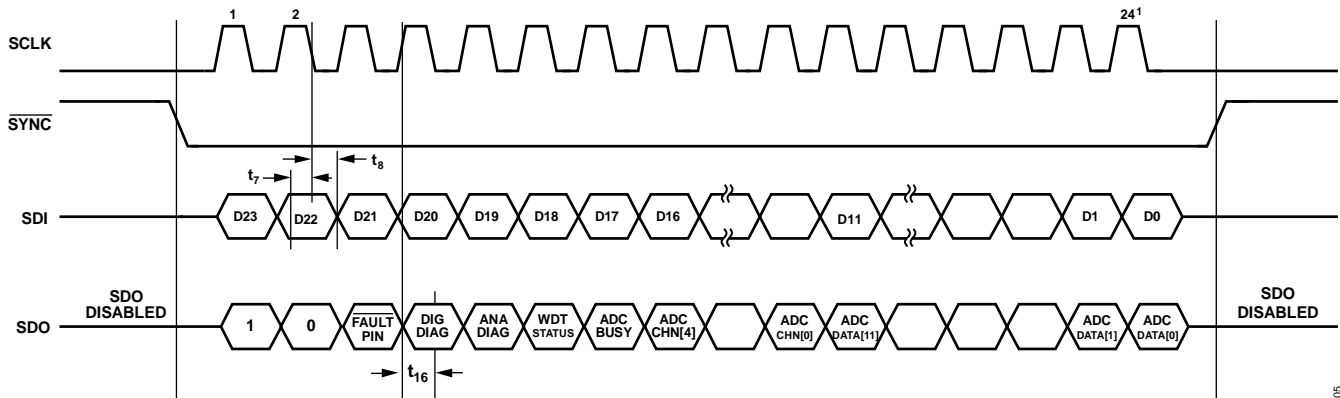 1 2 24¹
SCLK
SYNC
t₈
t₇
SDI D23 D22 D21 D20 D19 D18 D17 D16 D11 D1 D0
SDO DISABLED
SDO DISABLED
SDO 1 0 FAULT PIN DIG DIAG ANA DIAG WDT STATUS ADC BUSY ADC CHN[4] ADC CHN[0] ADC DATA[11] ADC DATA[1] ADC DATA[0]
t₁₆
05